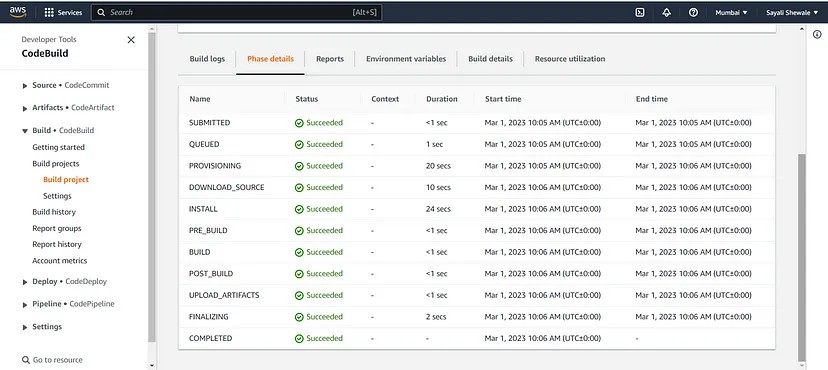 aws Services Search [Alt+S] Mumbai Sayali Shewale
Developer Tools
CodeBuild
Source • CodeCommit
Artifacts • CodeArtifact
Build • CodeBuild
Getting started
Build projects
Build project
Settings
Build history
Report groups
Report history
Account metrics
Deploy • CodeDeploy
Pipeline • CodePipeline
Settings
Go to resource
Build logs Phase details Reports Environment variables Build details Resource utilization
Name Status Context Duration Start time End time
SUBMITTED Succeeded - <1 sec Mar 1, 2023 10:05 AM (UTC±0:00) Mar 1, 2023 10:05 AM (UTC±0:00)
QUEUED Succeeded - 1 sec Mar 1, 2023 10:05 AM (UTC±0:00) Mar 1, 2023 10:05 AM (UTC±0:00)
PROVISIONING Succeeded - 20 secs Mar 1, 2023 10:05 AM (UTC±0:00) Mar 1, 2023 10:06 AM (UTC±0:00)
DOWNLOAD_SOURCE Succeeded - 10 secs Mar 1, 2023 10:06 AM (UTC±0:00) Mar 1, 2023 10:06 AM (UTC±0:00)
INSTALL Succeeded - 24 secs Mar 1, 2023 10:06 AM (UTC±0:00) Mar 1, 2023 10:06 AM (UTC±0:00)
PRE_BUILD Succeeded - <1 sec Mar 1, 2023 10:06 AM (UTC±0:00) Mar 1, 2023 10:06 AM (UTC±0:00)
BUILD Succeeded - <1 sec Mar 1, 2023 10:06 AM (UTC±0:00) Mar 1, 2023 10:06 AM (UTC±0:00)
POST_BUILD Succeeded - <1 sec Mar 1, 2023 10:06 AM (UTC±0:00) Mar 1, 2023 10:06 AM (UTC±0:00)
UPLOAD_ARTIFACTS Succeeded - <1 sec Mar 1, 2023 10:06 AM (UTC±0:00) Mar 1, 2023 10:06 AM (UTC±0:00)
FINALIZING Succeeded - 2 secs Mar 1, 2023 10:06 AM (UTC±0:00) Mar 1, 2023 10:06 AM (UTC±0:00)
COMPLETED Succeeded - - Mar 1, 2023 10:06 AM (UTC±0:00) -